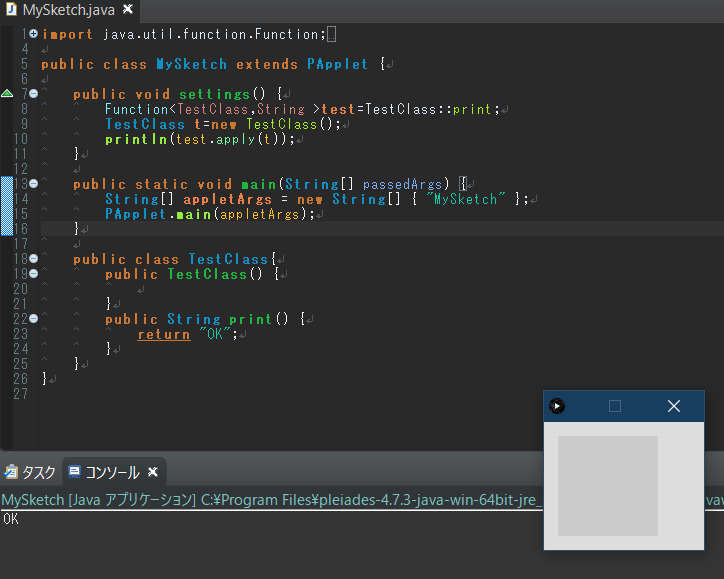 MySketch.java
1 import java.util.function.Function;
4
5 public class MySketch extends PApplet {
6
7 public void settings() {
8 Function<TestClass,String >test=TestClass::print;
9 TestClass t=new TestClass();
10 println(test.apply(t));
11 }
12
13 public static void main(String[] passedArgs) {
14 String[] appletArgs = new String[] { "MySketch" };
15 PApplet.main(appletArgs);
16 }
17
18 public class TestClass{
19 public TestClass() {
20
21 }
22 public String print() {
23 return "OK";
24 }
25 }
26 }
27
タスク コンソール
MySketch [Java アプリケーション] C:¥Program Files¥pleiades-4.7.3-java-win-64bit-jre_
OK